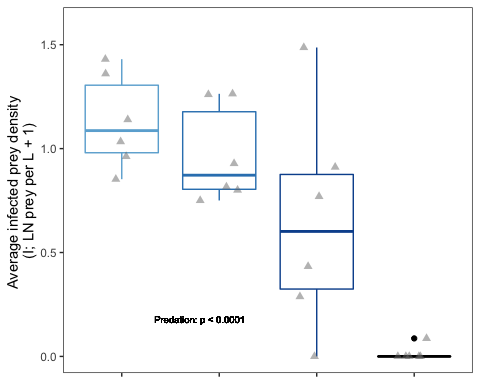 Average infected prey density
(I; LN prey per L + 1)
1.5
1.0
0.5
0.0
Predation: p < 0.0001